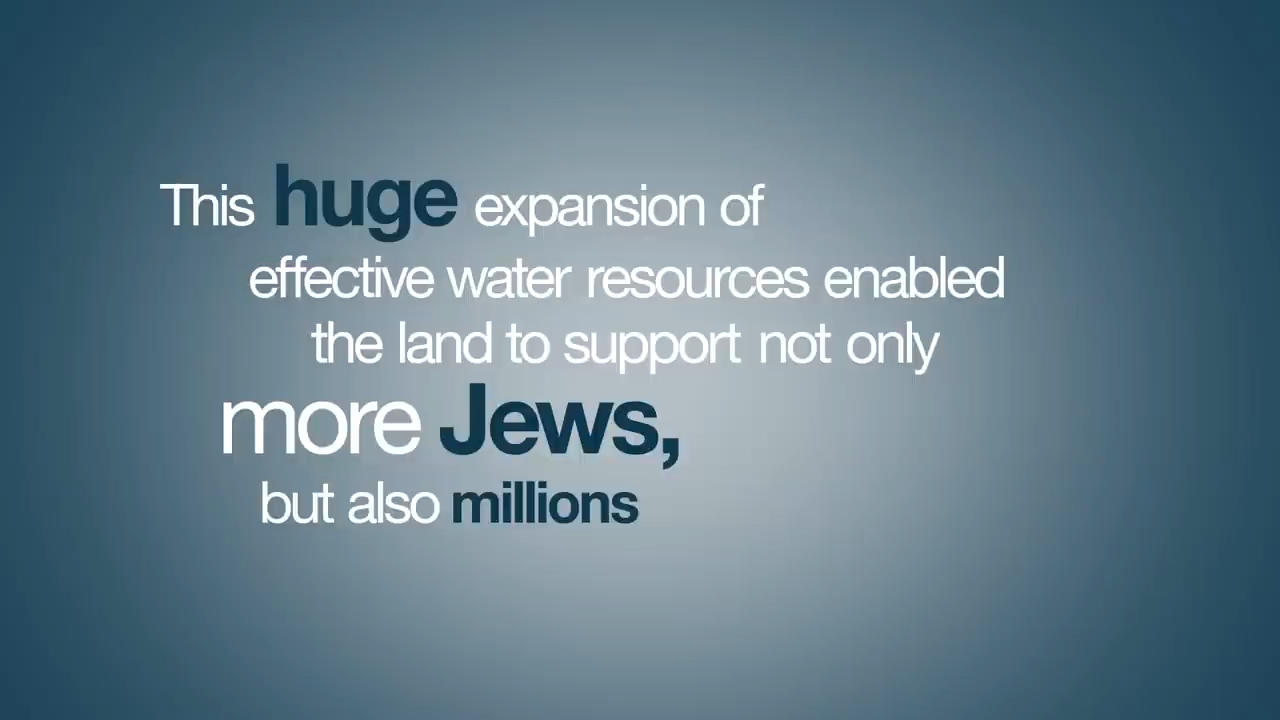 This huge expansion of
effective water resources enabled
the land to support not only
more Jews,
but also millions